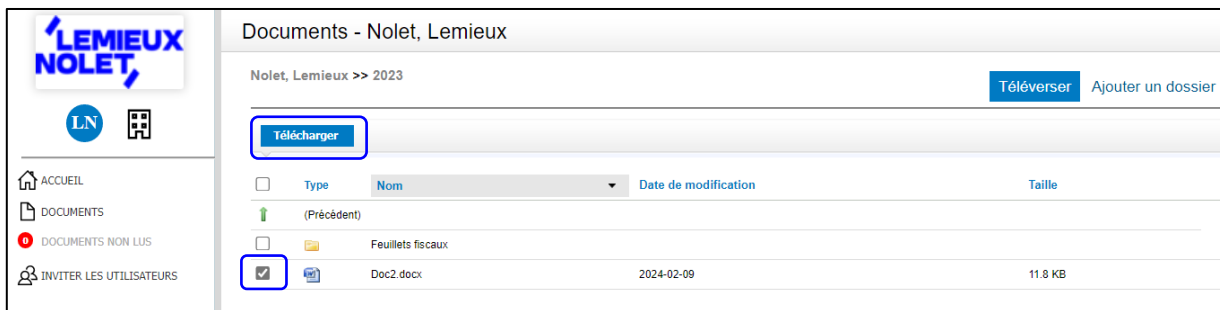 LEMIEUX
NOLET,
LN
ACCUEIL
DOCUMENTS
0 DOCUMENTS NON LUS
INVITER LES UTILISATEURS
Documents - Nolet, Lemieux
Nolet, Lemieux >> 2023
Téléverser Ajouter un dossier
Télécharger
Type Nom Date de modification Taille
(Précédent)
Feuillets fiscaux
Doc2.docx 2024-02-09 11.8 KB